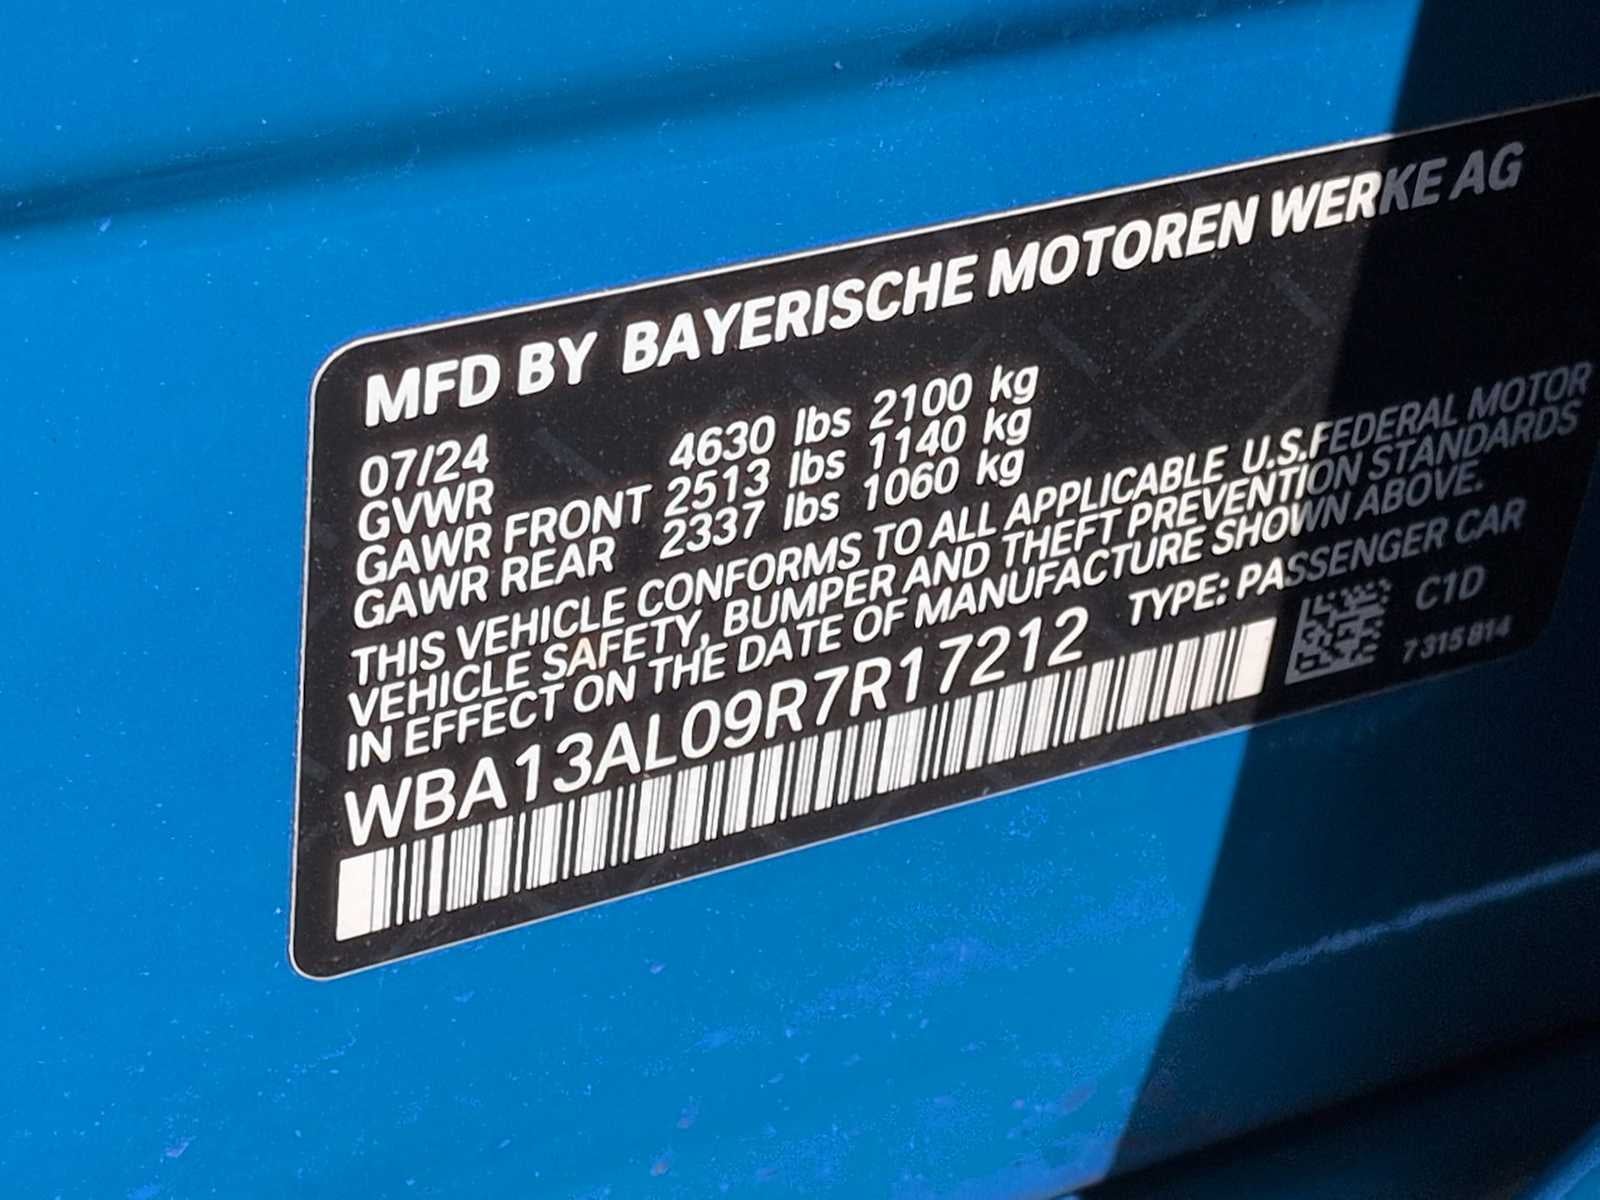 MFD BY BAYERISCHE MOTOREN WERKE AG
07/24
GVWR 4630 lbs 2100 kg
GAWR FRONT 2513 lbs 1140 kg
GAWR REAR 2337 lbs 1060 kg
THIS VEHICLE CONFORMS TO ALL APPLICABLE U.S.FEDERAL MOTOR
VEHICLE SAFETY, BUMPER AND THEFT PREVENTION STANDARDS
IN EFFECT ON THE DATE OF MANUFACTURE SHOWN ABOVE.
WBA13AL09R7R17212 TYPE: PASSENGER CAR
C1D
7 315 814